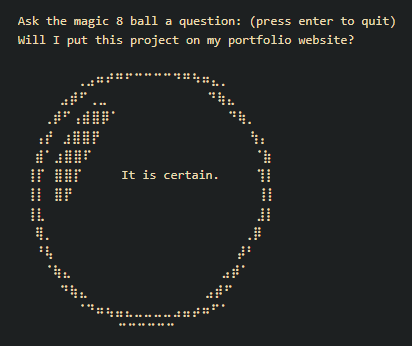 Ask the magic 8 ball a question: (press enter to quit)
Will I put this project on my portfolio website?
It is certain.